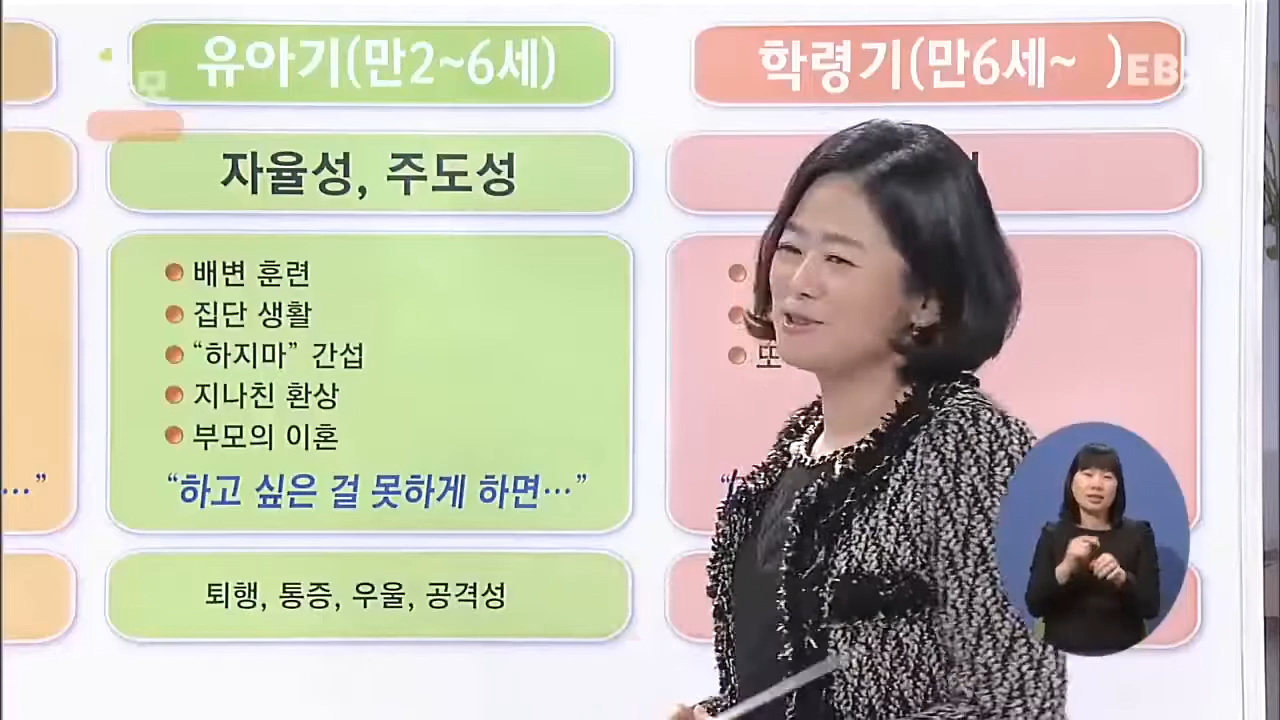 유아기(만2~6세)
학령기(만6세~ )
EBS
모
자율성, 주도성
배변 훈련
집단 생활
“하지마” 간섭
지나친 환상
부모의 이혼
또
…”
“하고 싶은 걸 못하게 하면…”
“
퇴행, 통증, 우울, 공격성